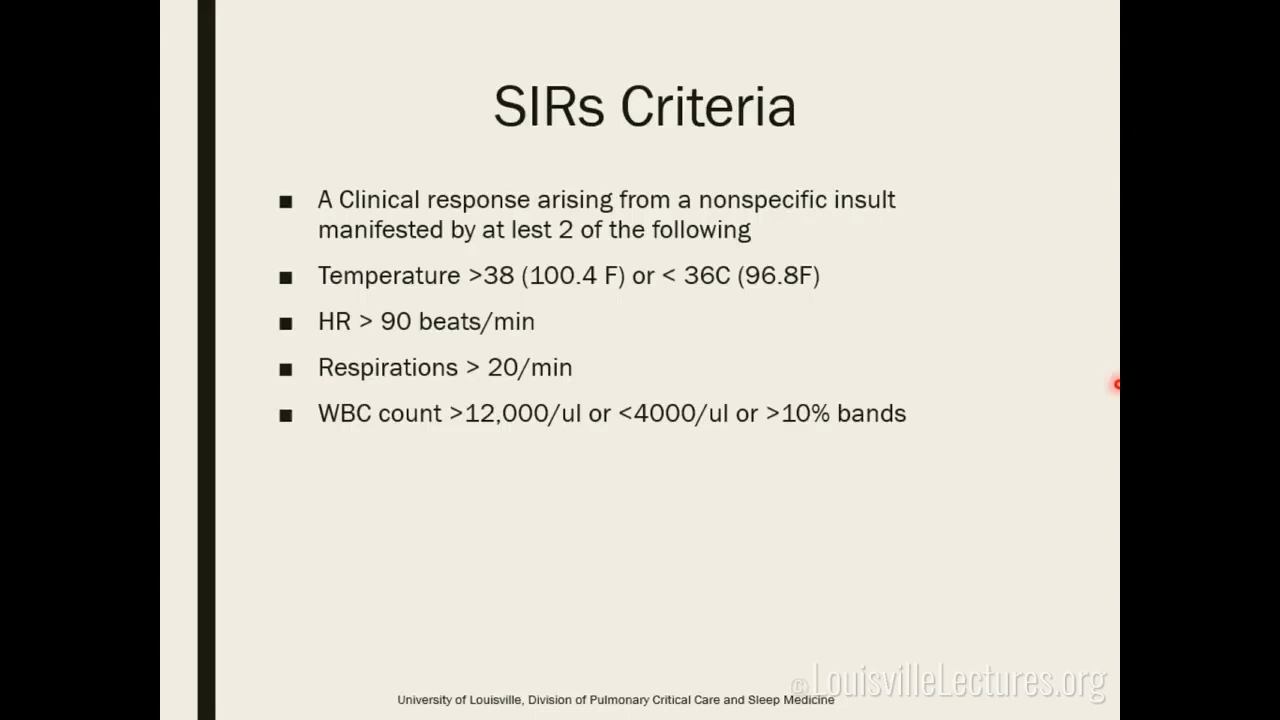 SIRs Criteria
■ A Clinical response arising from a nonspecific insult
manifested by at lest 2 of the following
■ Temperature >38 (100.4 F) or < 36C (96.8F)
■ HR > 90 beats/min
■ Respirations > 20/min
■ WBC count >12,000/ul or <4000/ul or >10% bands
©LouisvilleLectures.org
University of Louisville, Division of Pulmonary Critical Care and Sleep Medicine